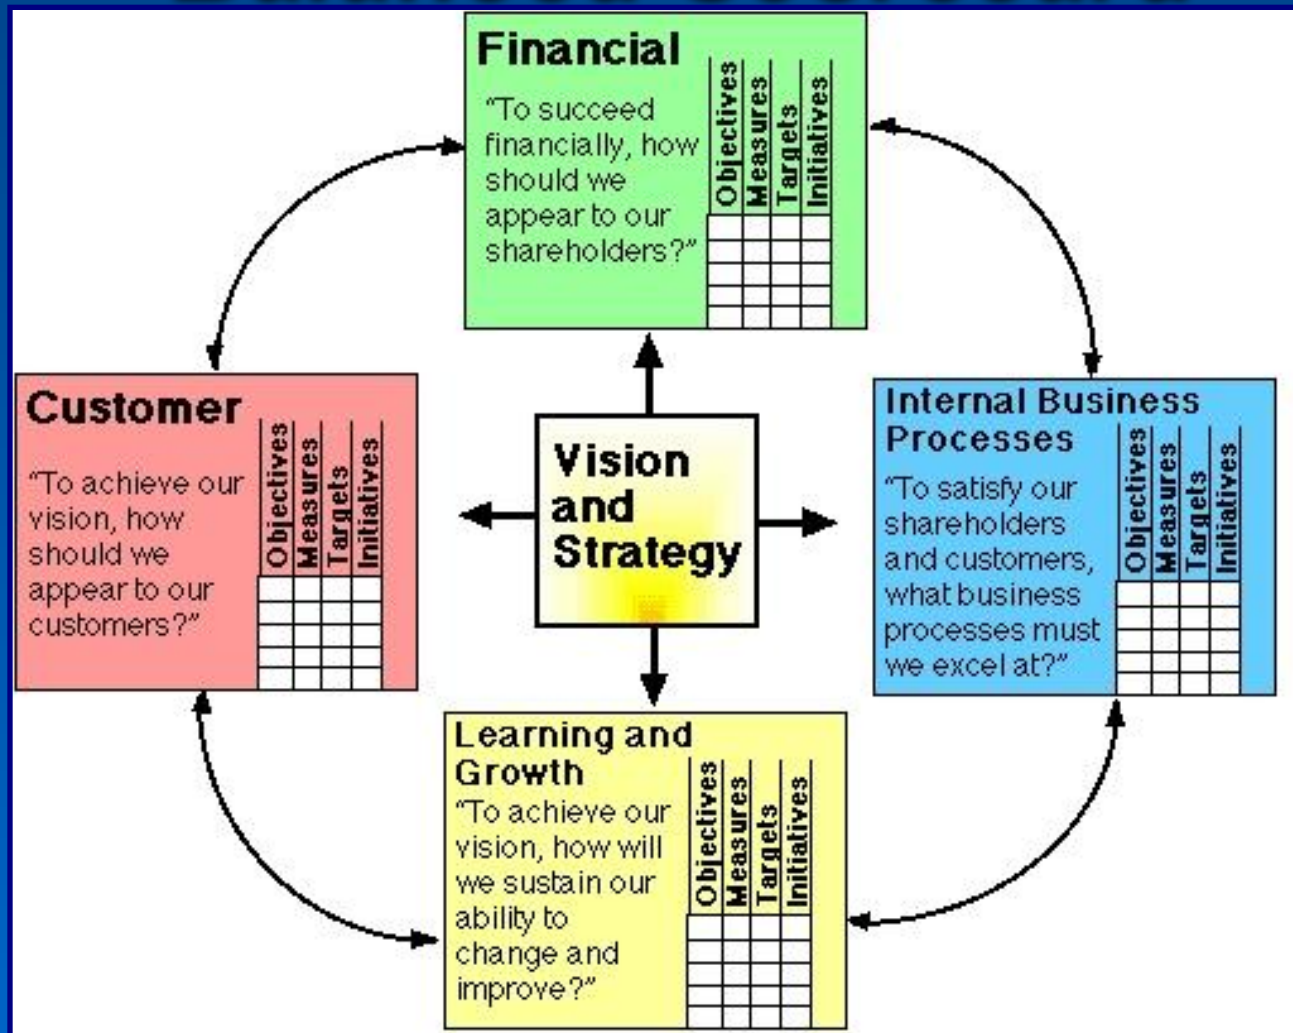 Financial
"To succeed
financially, how
should we
appear to our
shareholders?"
Objectives
Measures
Targets
Initiatives
Customer
"To achieve our
vision, how
should we
appear to our
customers?"
Objectives
Measures
Targets
Initiatives
Vision
and
Strategy
Internal Business
Processes
"To satisfy our
shareholders
and customers,
what business
processes must
we excel at?"
Objectives
Measures
Targets
Initiatives
Learning and
Growth
"To achieve our
vision, how will
we sustain our
ability to
change and
improve?"
Objectives
Measures
Targets
Initiatives